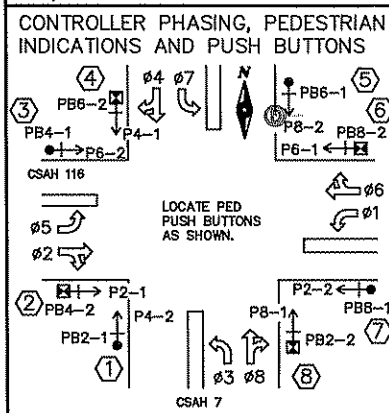 CONTROLLER PHASING, PEDESTRIAN
INDICATIONS AND PUSH BUTTONS
4 ø4 ø7 N 5
PB6-2 PB6-1
3 6
PB4-1 P4-1 P8-2 PB8-2
P6-2 P6-1
CSAH 116
ø6
LOCATE PED
PUSH BUTTONS
AS SHOWN.
ø5 ø1
ø2
2 P2-1 P8-1 P2-2
PB4-2 P4-2 PB8-1
7
PB2-1 PB2-2
1 ø3 ø8 8
CSAH 7